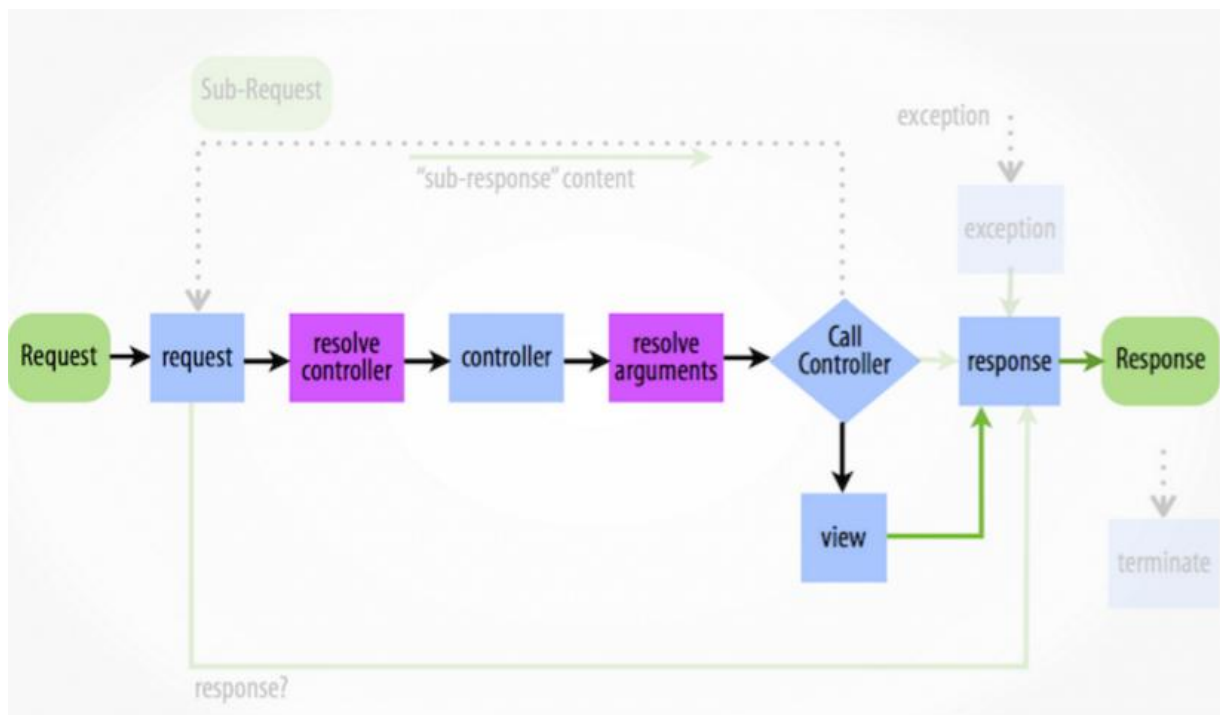 Sub-Request
exception
"sub-response" content
exception
Request
request
resolve
controller
controller
resolve
arguments
Call
Controller
response
Response
view
terminate
response?